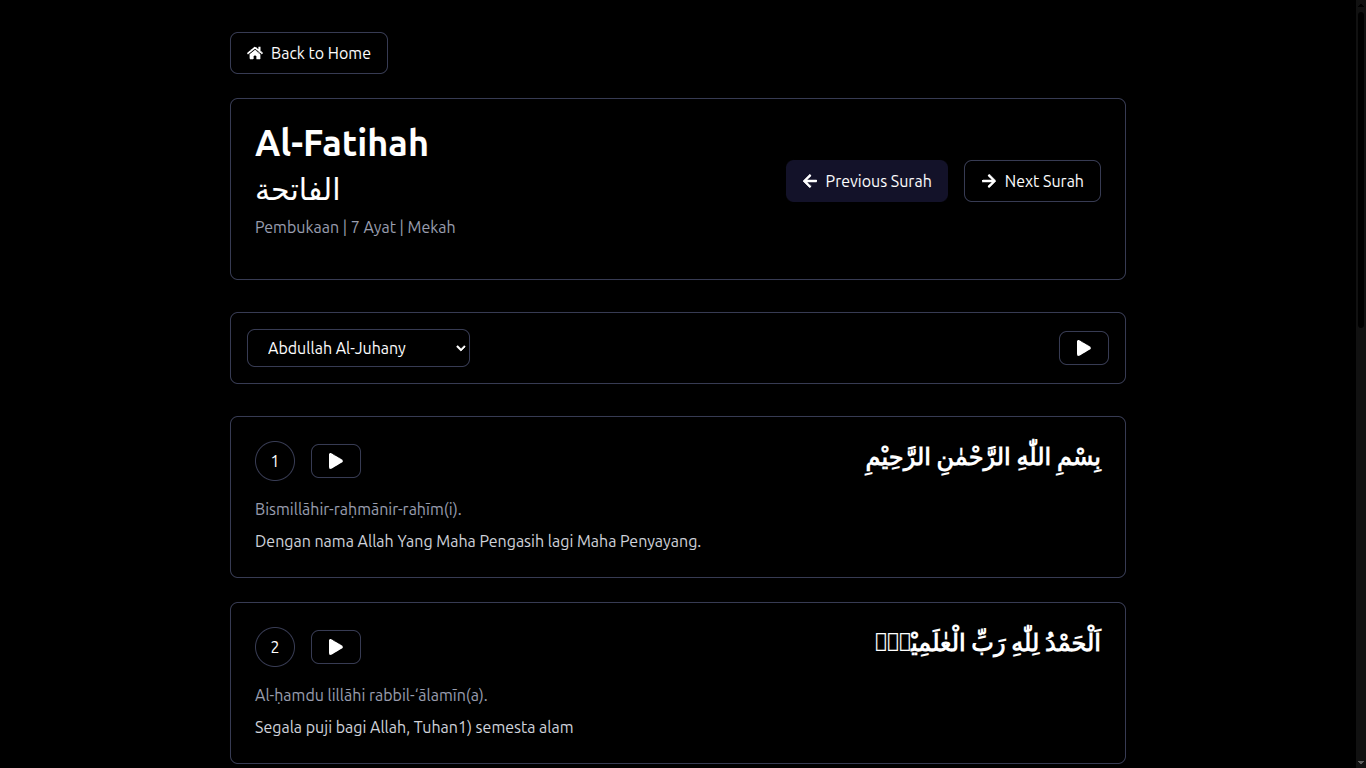 Back to Home
Al-Fatihah
الفاتحة
Pembukaan | 7 Ayat | Mekah
Previous Surah
Next Surah
Abdullah Al-Juhany
1
بِسْمِ اللّٰهِ الرَّحْمٰنِ الرَّحِيْمِ
Bismillāhir-raḥmānir-raḥīm(i).
Dengan nama Allah Yang Maha Pengasih lagi Maha Penyayang.
2
اَلْحَمْدُ لِلّٰهِ رَبِّ الْعٰلَمِيْ
Al-ḥamdu lillāhi rabbil-‘ālamīn(a).
Segala puji bagi Allah, Tuhan1) semesta alam